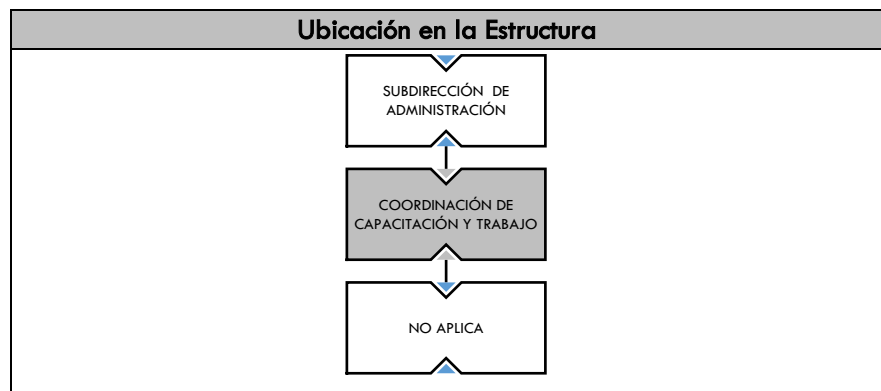 Ubicación en la Estructura
SUBDIRECCIÓN DE
ADMINISTRACIÓN
COORDINACIÓN DE
CAPACITACIÓN Y TRABAJO
NO APLICA